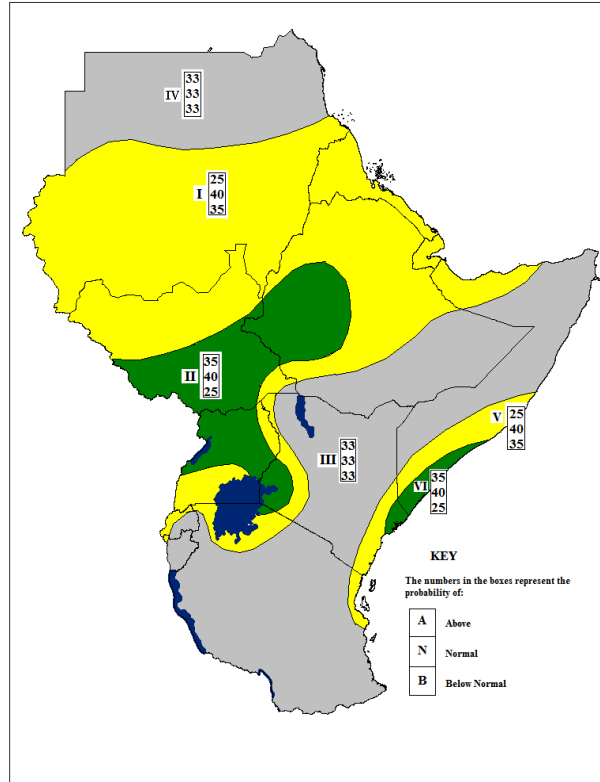 IV
33
33
33
I
25
40
35
II
35
40
25
V
25
40
35
III
33
33
33
VI
35
40
25
KEY
The numbers in the boxes represent the
probability of:
A Above
N Normal
B Below Normal